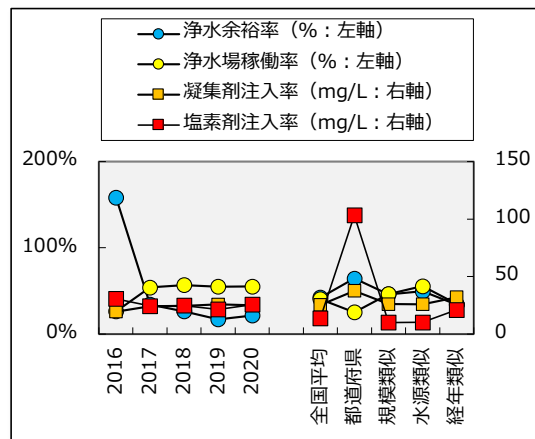 浄水余裕率（%：左軸）
浄水場稼働率（%：左軸）
凝集剤注入率（mg/L：右軸）
塩素剤注入率（mg/L：右軸）
200%
100%
0%
150
100
50
0
2016
2017
2018
2019
2020
全国平均
都道府県
規模類似
水源類似
経年類似